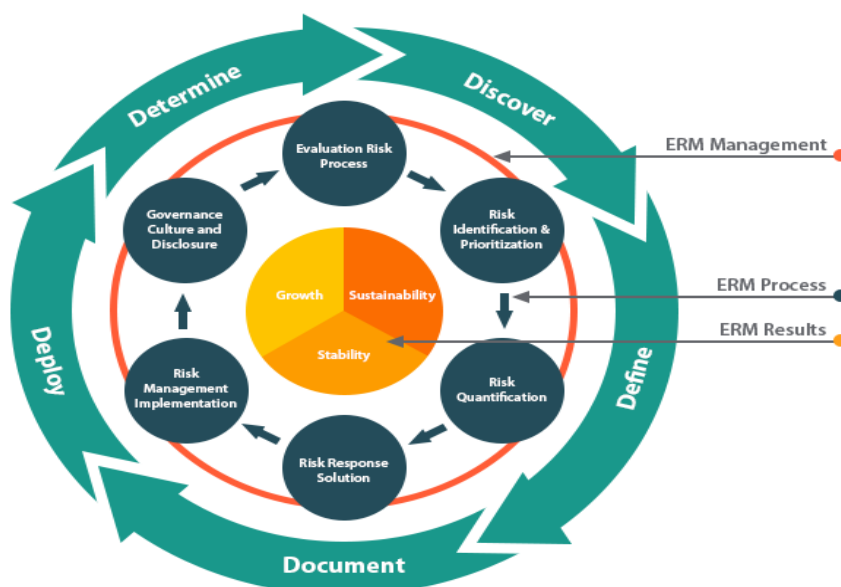 Determine
Discover
ERM Management
Evaluation Risk
Process
Governance
Culture and
Disclosure
Risk
Identification &
Prioritization
Growth
Sustainability
ERM Process
ERM Results
Stability
Deploy
Define
Risk
Management
Implementation
Risk
Quantification
Risk Response
Solution
Document